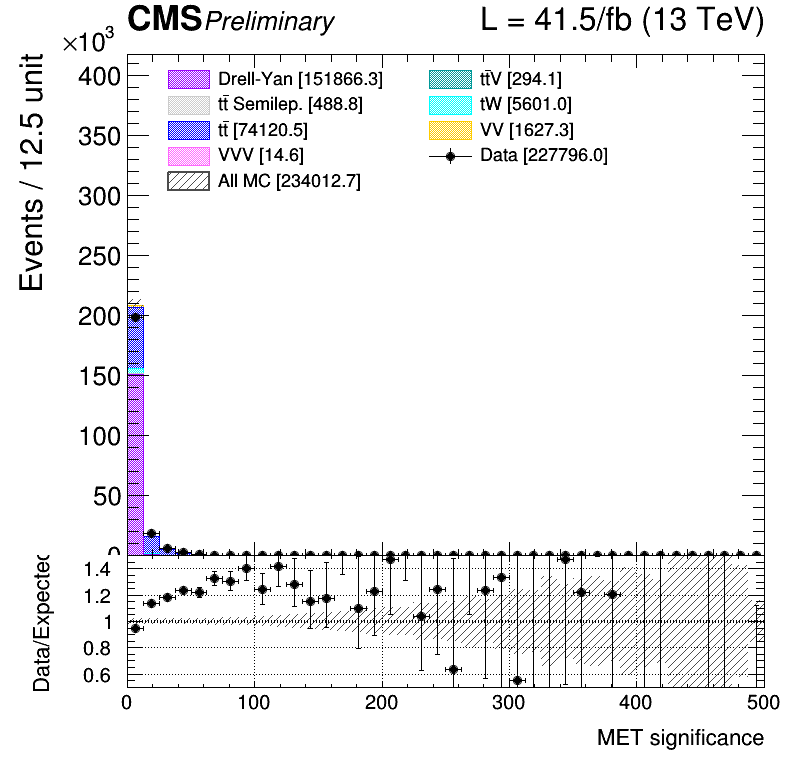 CMS Preliminary L = 41.5/fb (13 TeV)
×10³
Events / 12.5 unit
400
350
300
250
200
150
100
50
0
Drell-Yan [151866.3]
tt̄ Semilep. [488.8]
tt̄ [74120.5]
VVV [14.6]
All MC [234012.7]
tt̄V [294.1]
tW [5601.0]
VV [1627.3]
Data [227796.0]
Data/Expected
1.4
1.2
1
0.8
0.6
0 100 200 300 400 500
MET significance